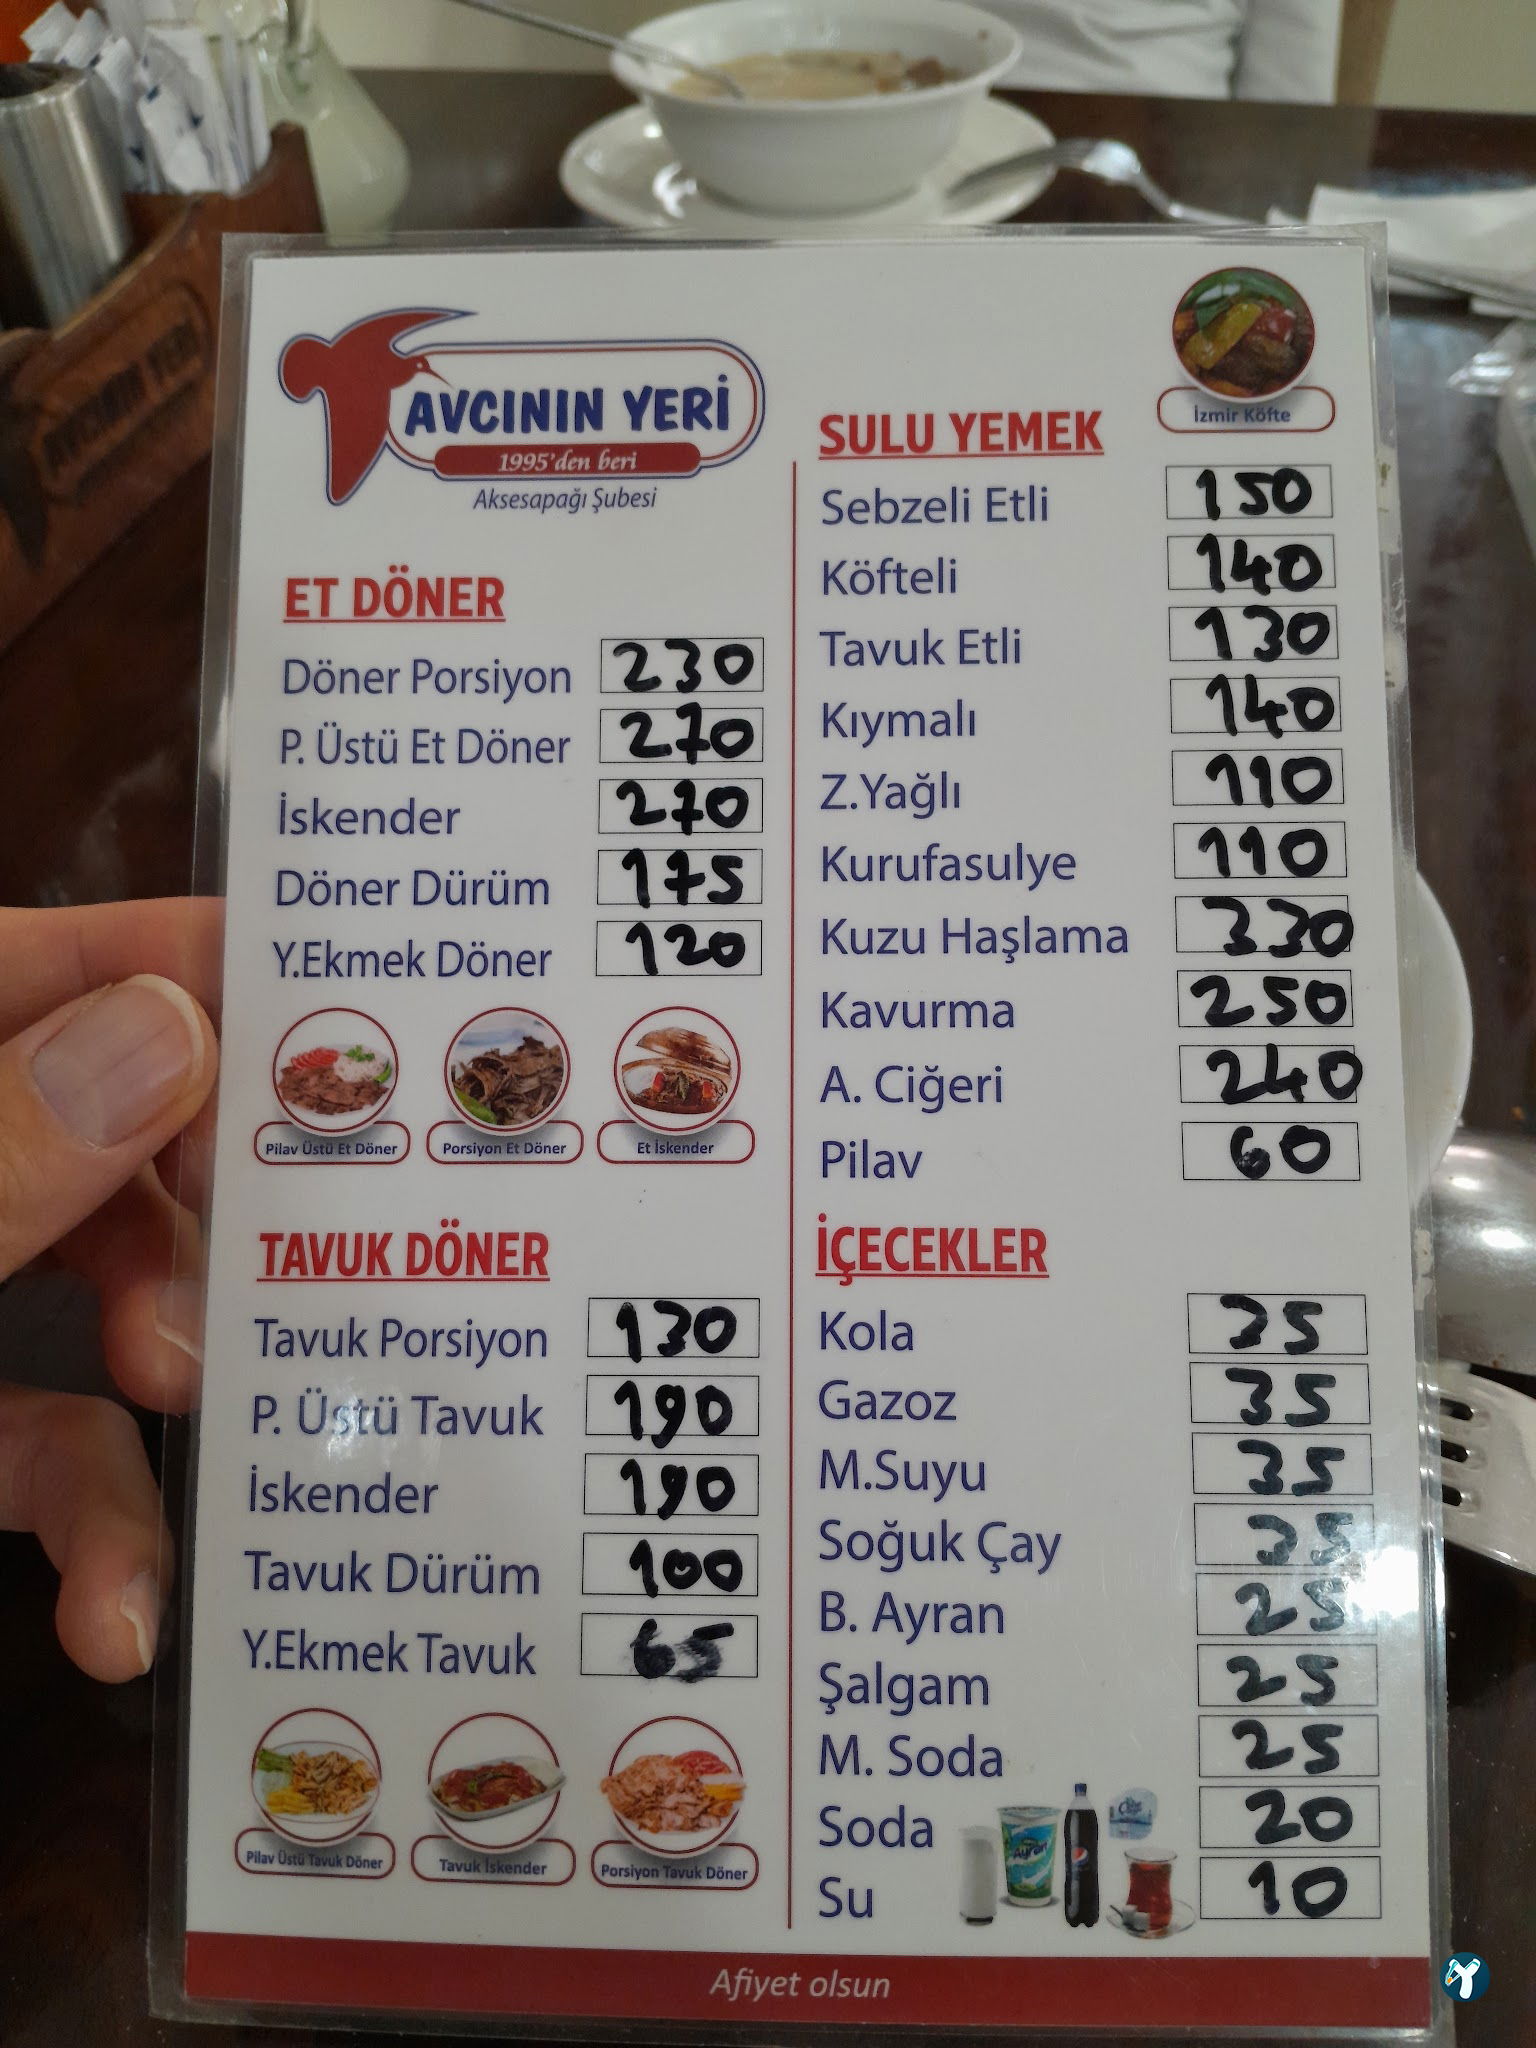 AVCININ YERİ
1995'den beri
Aksesapağı Şubesi
ET DÖNER
Döner Porsiyon 230
P. Üstü Et Döner 270
İskender 270
Döner Dürüm 175
Y.Ekmek Döner 120
Pilav Üstü Et Döner
Porsiyon Et Döner
Et İskender
TAVUK DÖNER
Tavuk Porsiyon 130
P. Üstü Tavuk 190
İskender 190
Tavuk Dürüm 100
Y.Ekmek Tavuk 65
Pilav Üstü Tavuk Döner
Tavuk İskender
Porsiyon Tavuk Döner
İzmir Köfte
SULU YEMEK
Sebzeli Etli 150
Köfteli 140
Tavuk Etli 130
Kıymalı 140
Z.Yağlı 110
Kurufasulye 110
Kuzu Haşlama 330
Kavurma 250
A. Ciğeri 240
Pilav 60
İÇECEKLER
Kola 35
Gazoz 35
M.Suyu 35
Soğuk Çay 35
B. Ayran 25
Şalgam 25
M. Soda 25
Soda 20
Su 10
Ayran
Afiyet olsun
AVCININ YERİ